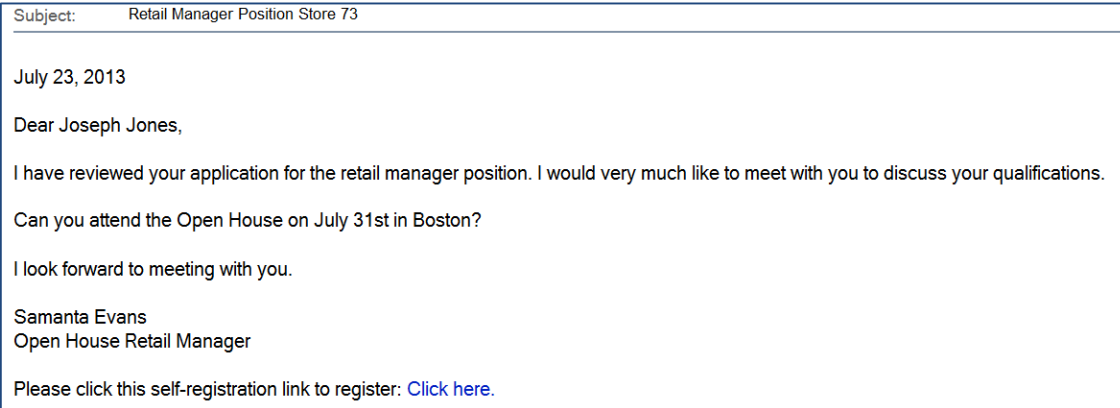 Subject: Retail Manager Position Store 73
July 23, 2013
Dear Joseph Jones,
I have reviewed your application for the retail manager position. I would very much like to meet with you to discuss your qualifications.
Can you attend the Open House on July 31st in Boston?
I look forward to meeting with you.
Samanta Evans
Open House Retail Manager
Please click this self-registration link to register: Click here.